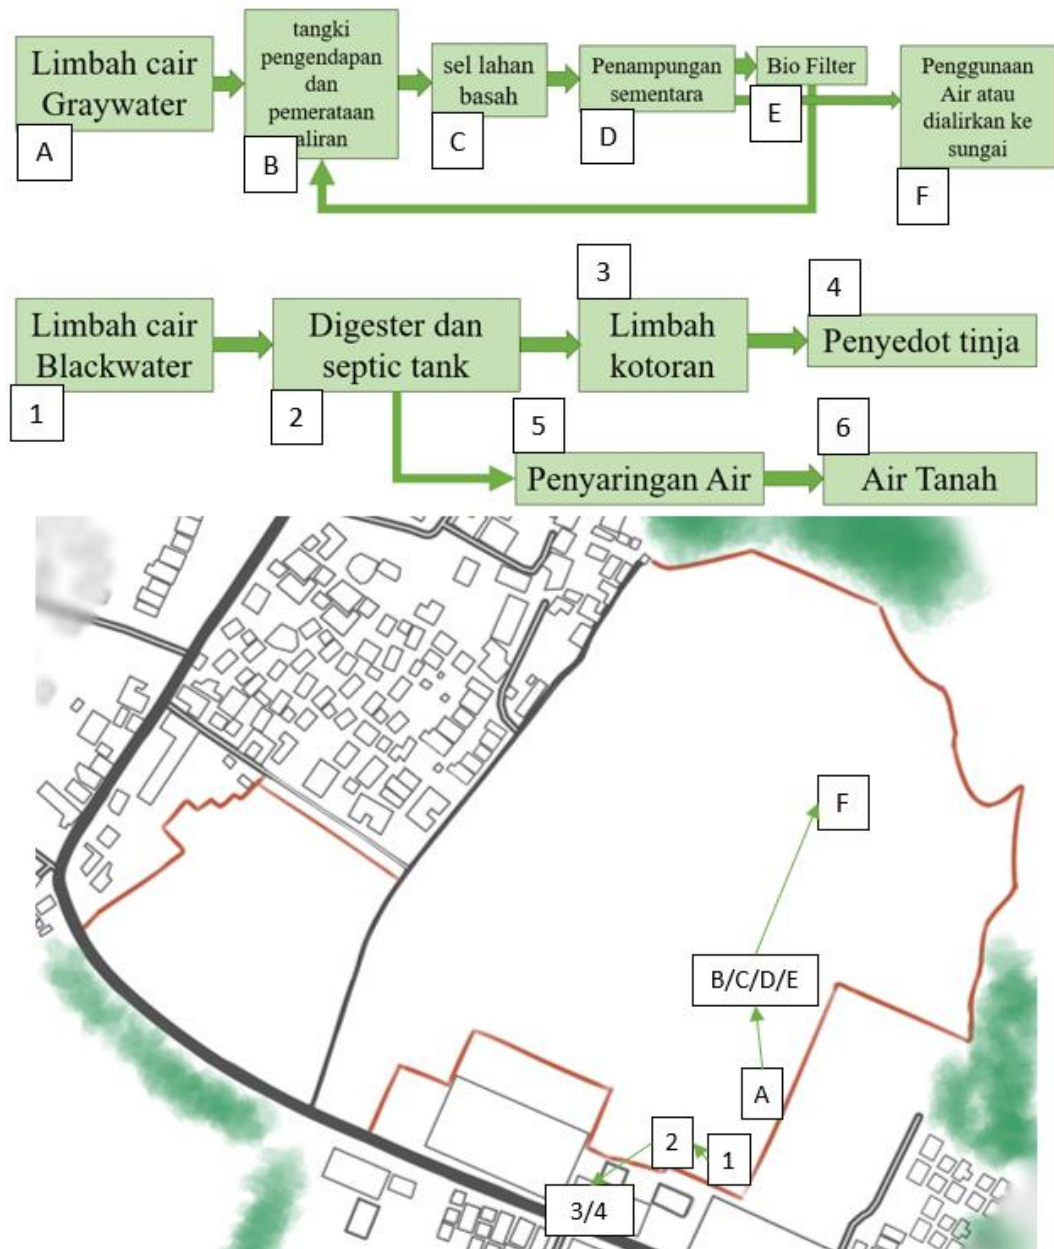 Limbah cair
Graywater
A
tangki
pengendapan
dan
pemerataan
aliran
B
sel lahan
basah
C
Penampungan
sementara
D
Bio Filter
E
Penggunaan
Air atau
dialirkan ke
sungai
F
Limbah cair
Blackwater
1
Digester dan
septic tank
2
3
Limbah
kotoran
4
Penyedot tinja
5
Penyaringan Air
6
Air Tanah
F
B/C/D/E
A
2
1
3/4